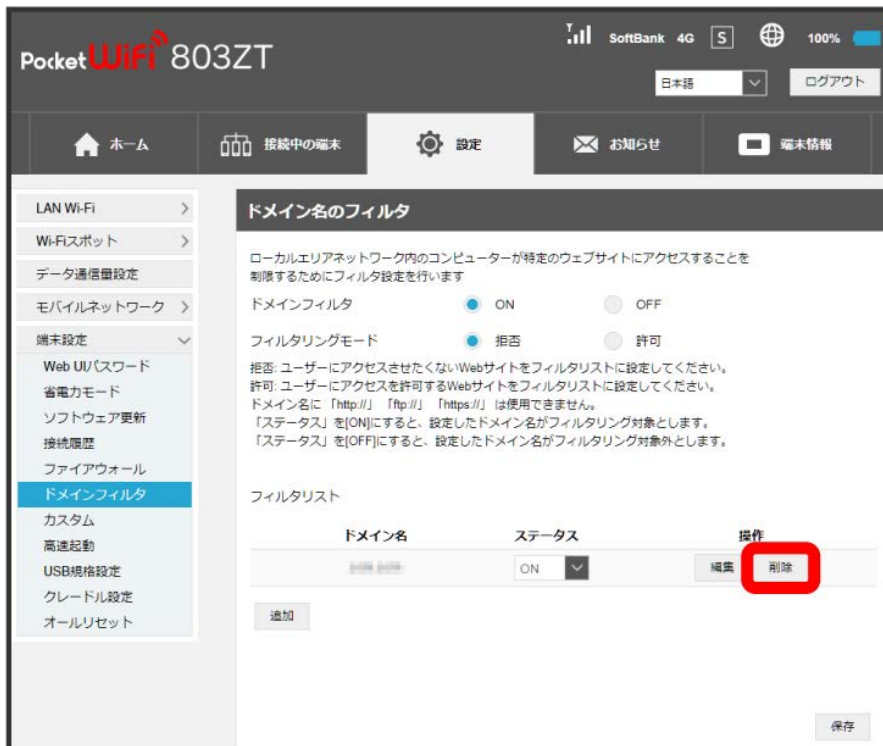 Pocket WiFi 803ZT
SoftBank 4G S 100%
日本語 ログアウト
ホーム 接続中の端末 設定 お知らせ 端末情報
LAN Wi-Fi
Wi-Fiスポット
データ通信量設定
モバイルネットワーク
端末設定
Web UIパスワード
省電力モード
ソフトウェア更新
接続履歴
ファイアウォール
ドメインフィルタ
カスタム
高速起動
USB規格設定
クレードル設定
オールリセット
ドメイン名のフィルタ
ローカルエリアネットワーク内のコンピューターが特定のウェブサイトにアクセスすることを
制限するためにフィルタ設定を行います
ドメインフィルタ ON OFF
フィルタリングモード 拒否 許可
拒否: ユーザーにアクセスさせたくないWebサイトをフィルタリストに設定してください。
許可: ユーザーにアクセスを許可するWebサイトをフィルタリストに設定してください。
ドメイン名に 「http://」 「ftp://」 「https://」 は使用できません。
「ステータス」を[ON]にすると、設定したドメイン名がフィルタリング対象とします。
「ステータス」を[OFF]にすると、設定したドメイン名がフィルタリング対象外とします。
フィルタリスト
ドメイン名 ステータス 操作
ON 編集 削除
追加
保存